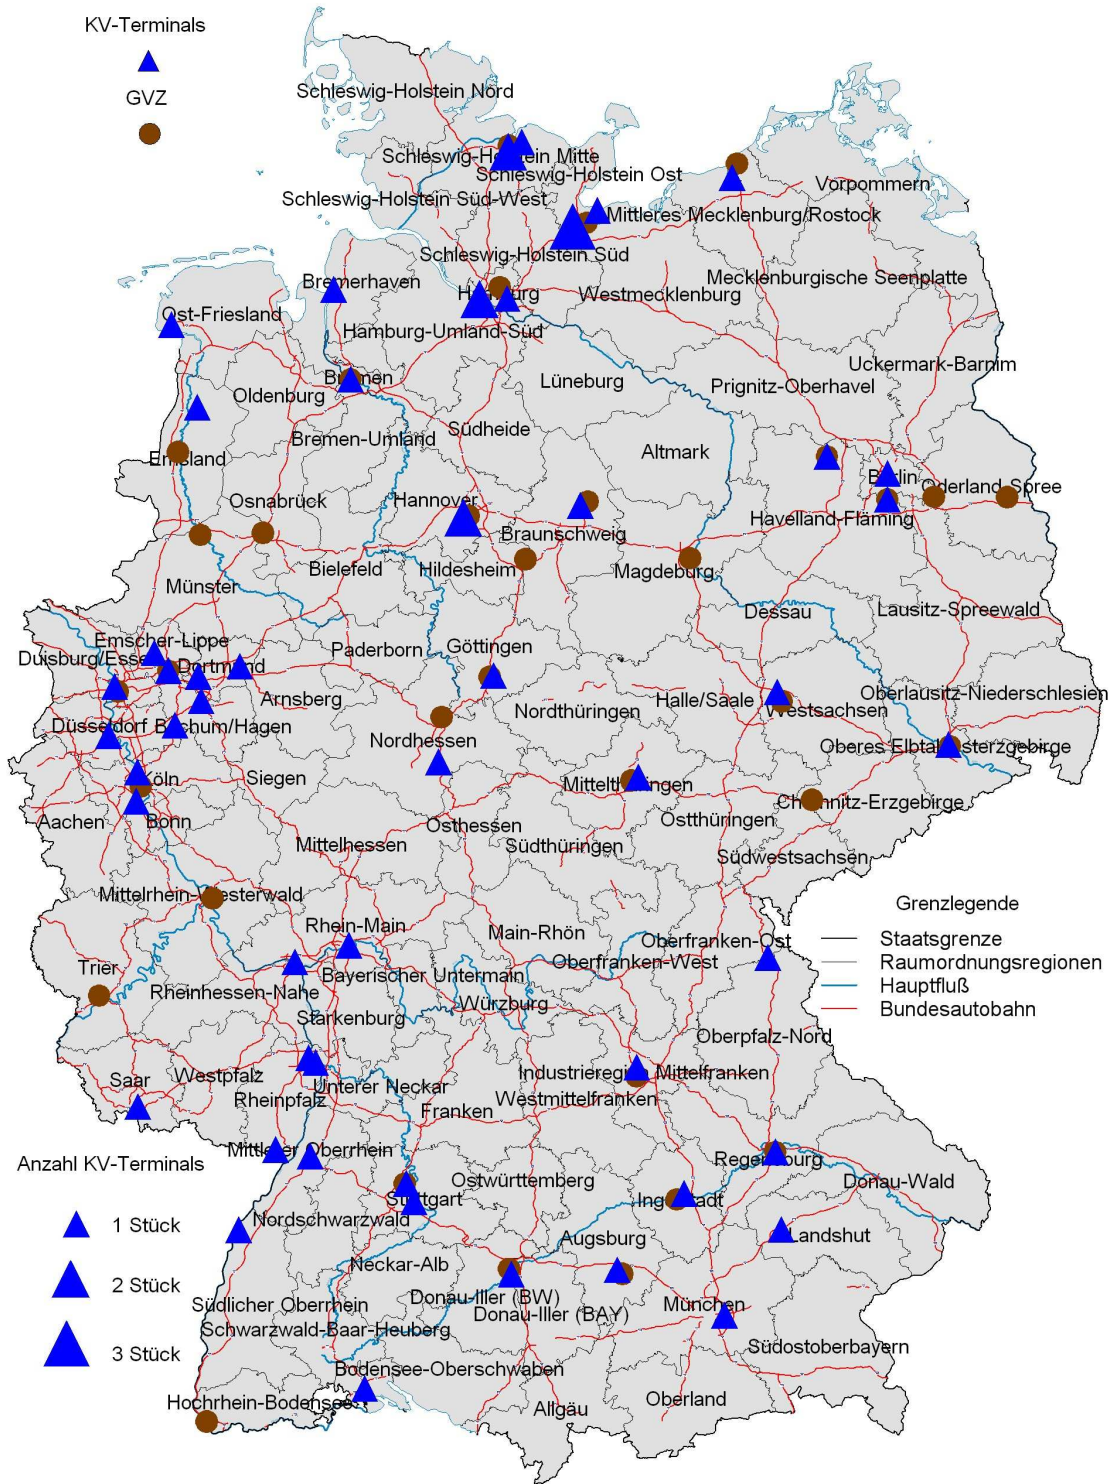 KV-Terminals
GVZ
Schleswig-Holstein Nord
Schleswig-Holstein Mitte
Schleswig-Holstein Ost
Vorpommern
Schleswig-Holstein Süd-West
Mittleres Mecklenburg/Rostock
Schleswig-Holstein Süd
Mecklenburgische Seenplatte
Bremerhaven
Hamburg
Westmecklenburg
Ost-Friesland
Hamburg-Umland-Süd
Uckermark-Barnim
Lüneburg
Prignitz-Oberhavel
Bremen
Oldenburg
Südheide
Bremen-Umland
Altmark
Emsland
Berlin
Oderland-Spree
Osnabrück
Hannover
Havelland-Fläming
Braunschweig
Bielefeld
Hildesheim
Magdeburg
Münster
Dessau
Lausitz-Spreewald
Emscher-Lippe
Göttingen
Paderborn
Duisburg/Essen
Dortmund
Oberlausitz-Niederschlesien
Arnsberg
Halle/Saale
Nordthüringen
Westsachsen
Düsseldorf
Bochum/Hagen
Nordhessen
Oberes Elbtal/Osterzgebirge
Köln
Siegen
Mittelthüringen
Chemnitz-Erzgebirge
Aachen
Bonn
Osthessen
Ostthüringen
Mittelhessen
Südthüringen
Südwestsachsen
Mittelrhein-Westerwald
Grenzlegende
Rhein-Main
Main-Rhön
Oberfranken-Ost
Staatsgrenze
Oberfranken-West
Raumordnungsregionen
Trier
Bayerischer Untermain
Hauptfluß
Rheinhessen-Nahe
Würzburg
Bundesautobahn
Starkenburg
Oberpfalz-Nord
Saar
Westpfalz
Unterer Neckar
Industrieregion Mittelfranken
Rheinpfalz
Westmittelfranken
Franken
Mittlerer Oberrhein
Anzahl KV-Terminals
Regensburg
Ostwürttemberg
Donau-Wald
Stuttgart
Ingolstadt
1 Stück
Nordschwarzwald
Augsburg
Landshut
Neckar-Alb
2 Stück
Donau-Iller (BW)
Südlicher Oberrhein
München
Donau-Iller (BAY)
Schwarzwald-Baar-Heuberg
3 Stück
Südostoberbayern
Bodensee-Oberschwaben
Hochrhein-Bodensee
Oberland
Allgäu